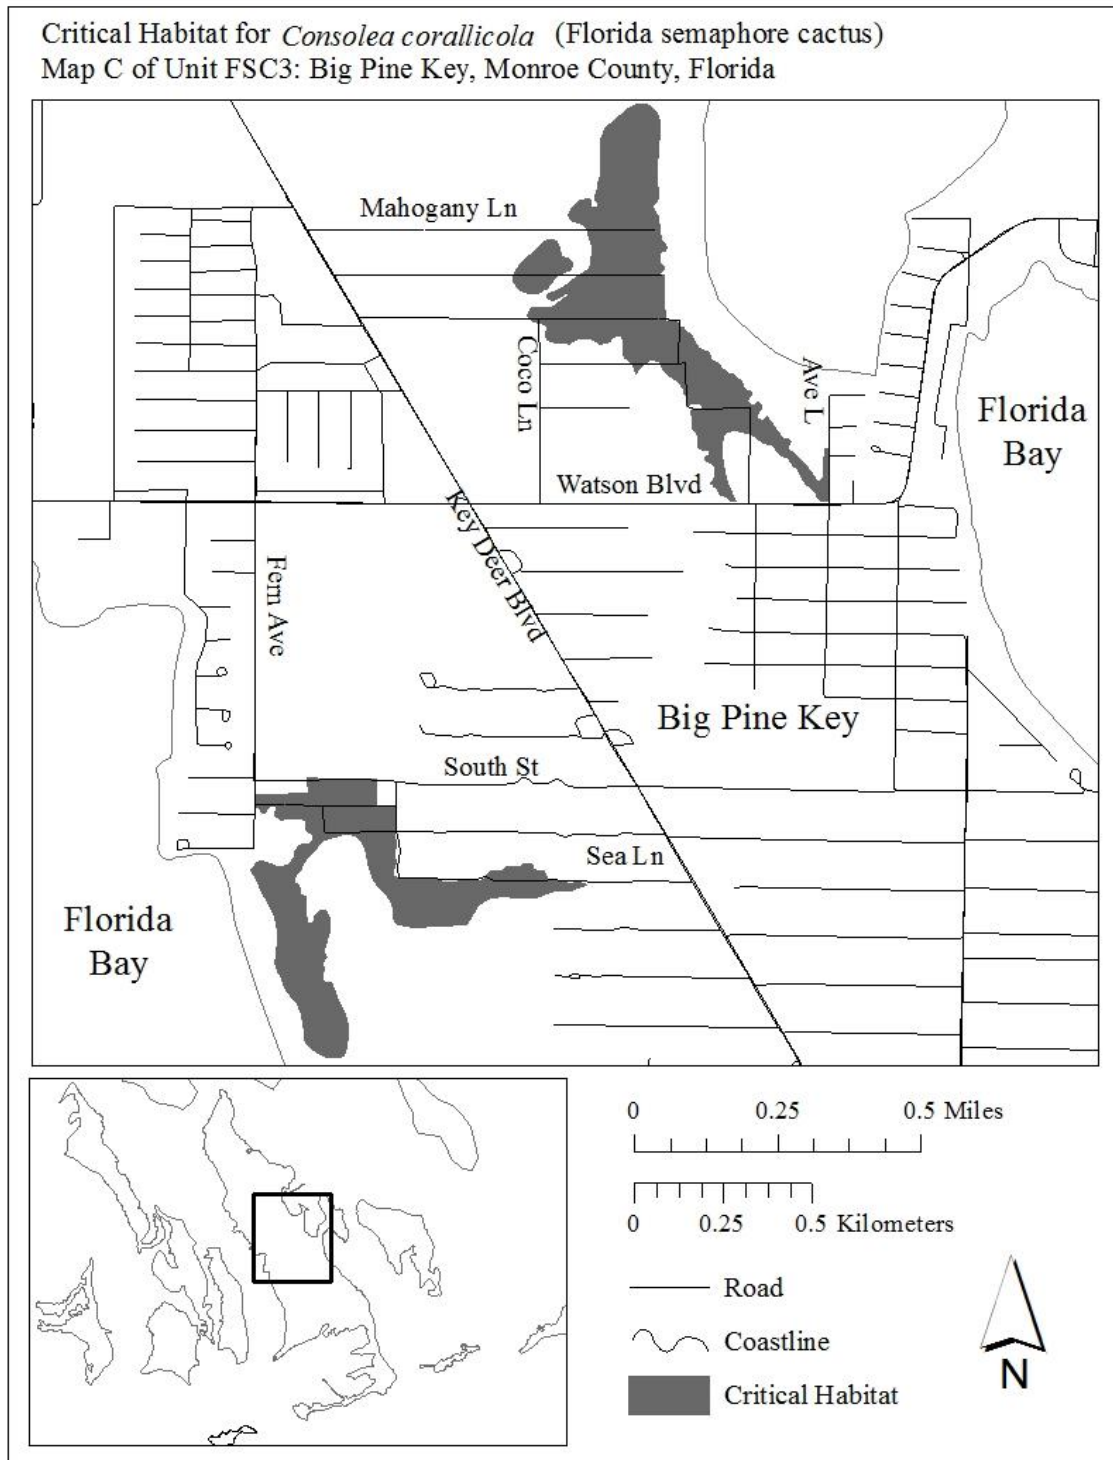 Critical Habitat for Consolea corallicola (Florida semaphore cactus)
Map C of Unit FSC3: Big Pine Key, Monroe County, Florida
Mahogany Ln
Coco Ln
Ave L
Florida
Bay
Watson Blvd
Key Deer Blvd
Fern Ave
Big Pine Key
South St
Sea Ln
Florida
Bay
0 0.25 0.5 Miles
0 0.25 0.5 Kilometers
Road
Coastline
Critical Habitat
N